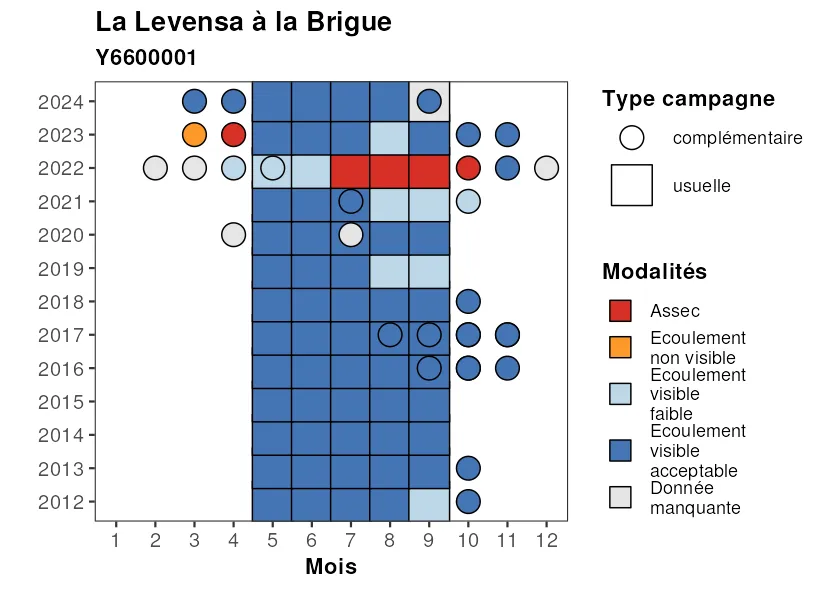 La Levensa à la Brigue
Y6600001
2024
2023
2022
2021
2020
2019
2018
2017
2016
2015
2014
2013
2012
1 2 3 4 5 6 7 8 9 10 11 12
Mois
Type campagne
complémentaire
usuelle
Modalités
Assec
Ecoulement
non visible
Ecoulement
visible
faible
Ecoulement
visible
acceptable
Donnée
manquante